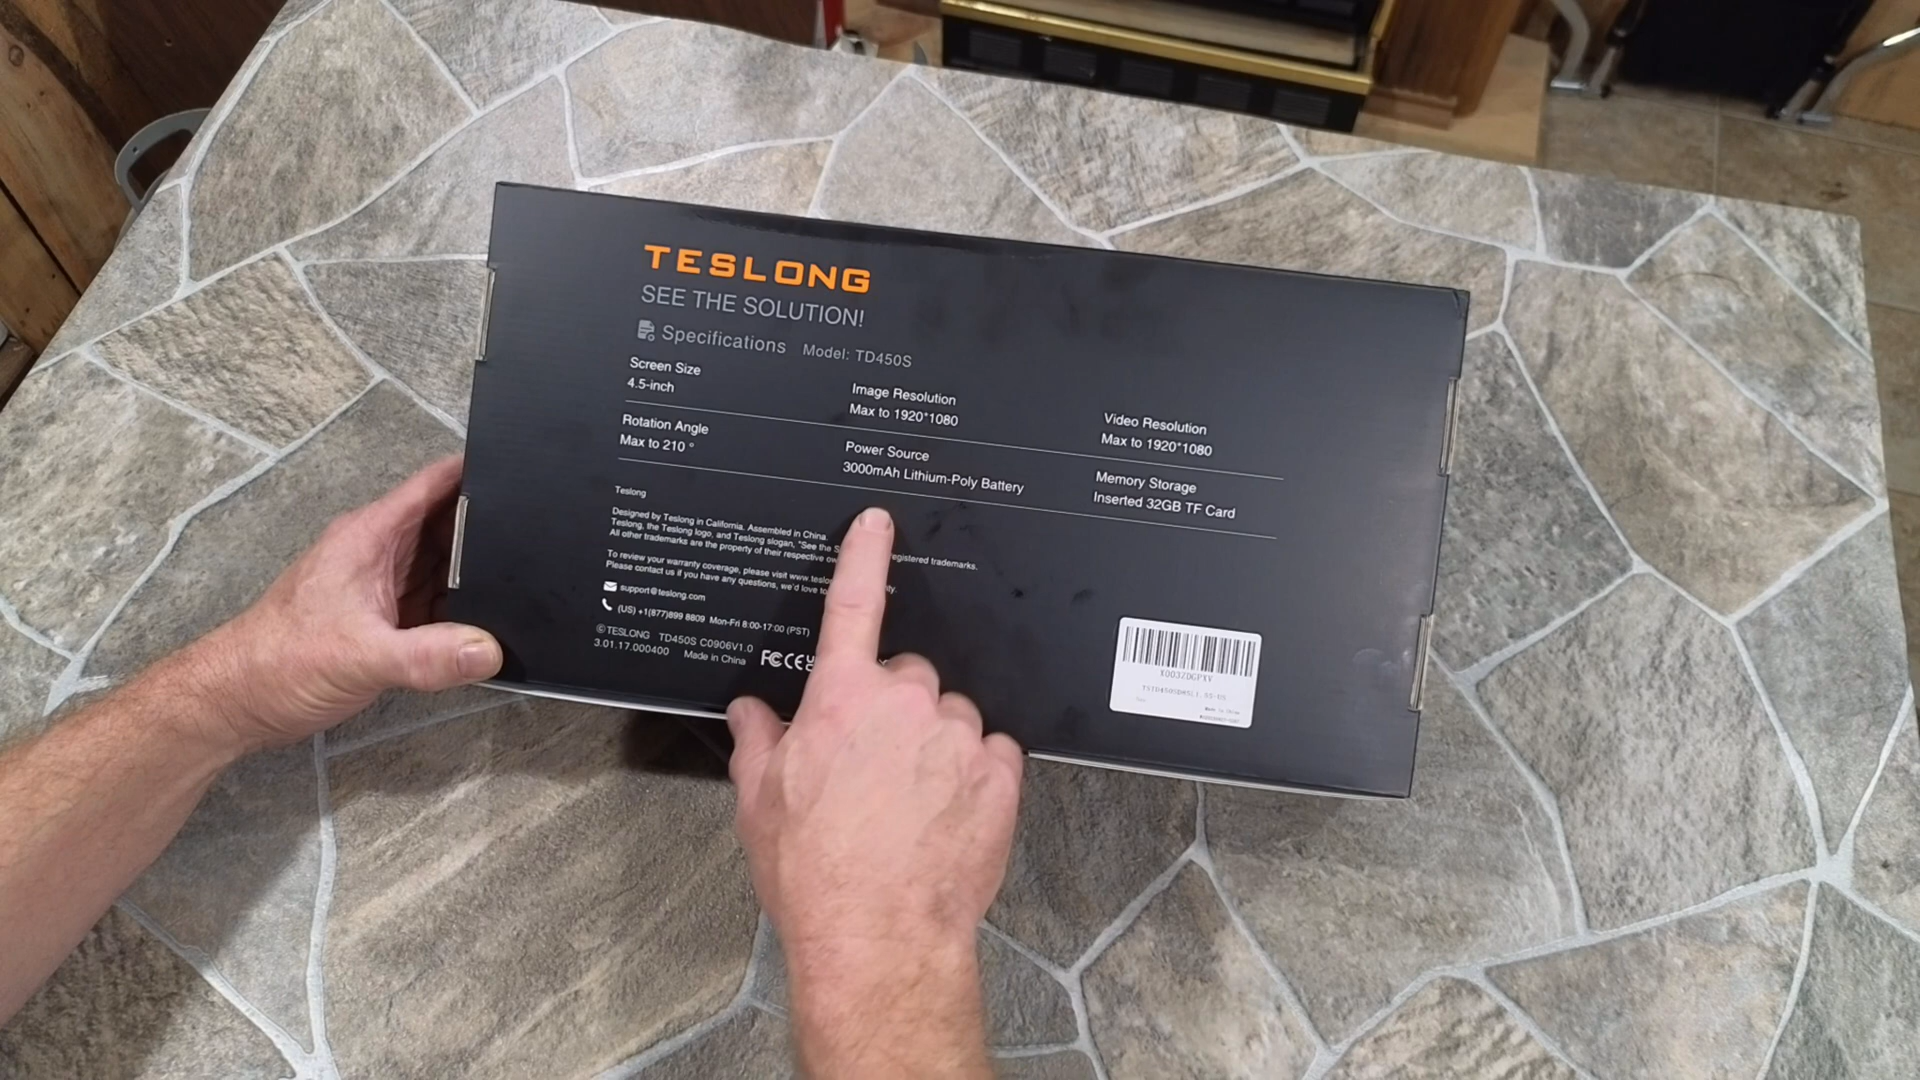 TESLONG
SEE THE SOLUTION!
Specifications Model: TD450S
Screen Size
4.5-inch
Image Resolution
Max to 1920*1080
Video Resolution
Max to 1920*1080
Rotation Angle
Max to 210 °
Power Source
3000mAh Lithium-Poly Battery
Memory Storage
Inserted 32GB TF Card
Teslong
Designed by Teslong in California. Assembled in China.
Teslong, the Teslong logo, and Teslong slogan, "See the registered trademarks.
All other trademarks are the property of their respective
To review your warranty coverage, please visit
Please contact us if you have any questions, we'd love
support@teslong.com
(US) +1(877)899 8809 Mon-Fri 8:00-17:00 (PST)
©TESLONG TD450S C0906V1.0
3.01.17.000400 Made in China
FC CE
X003ZDGPXV